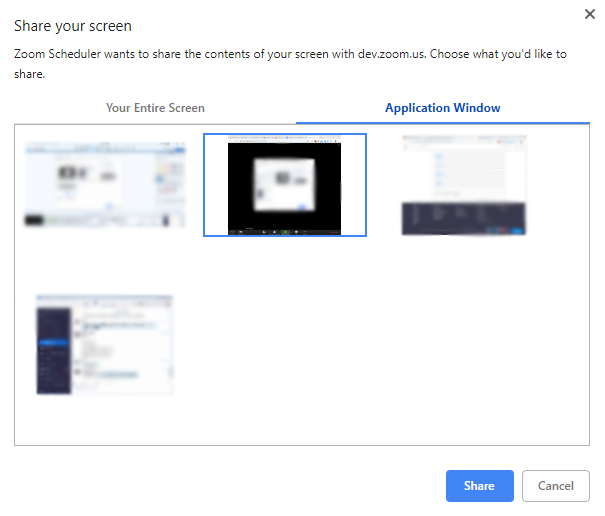 Share your screen
Zoom Scheduler wants to share the contents of your screen with dev.zoom.us. Choose what you'd like to
share.
Your Entire Screen
Application Window
Share
Cancel